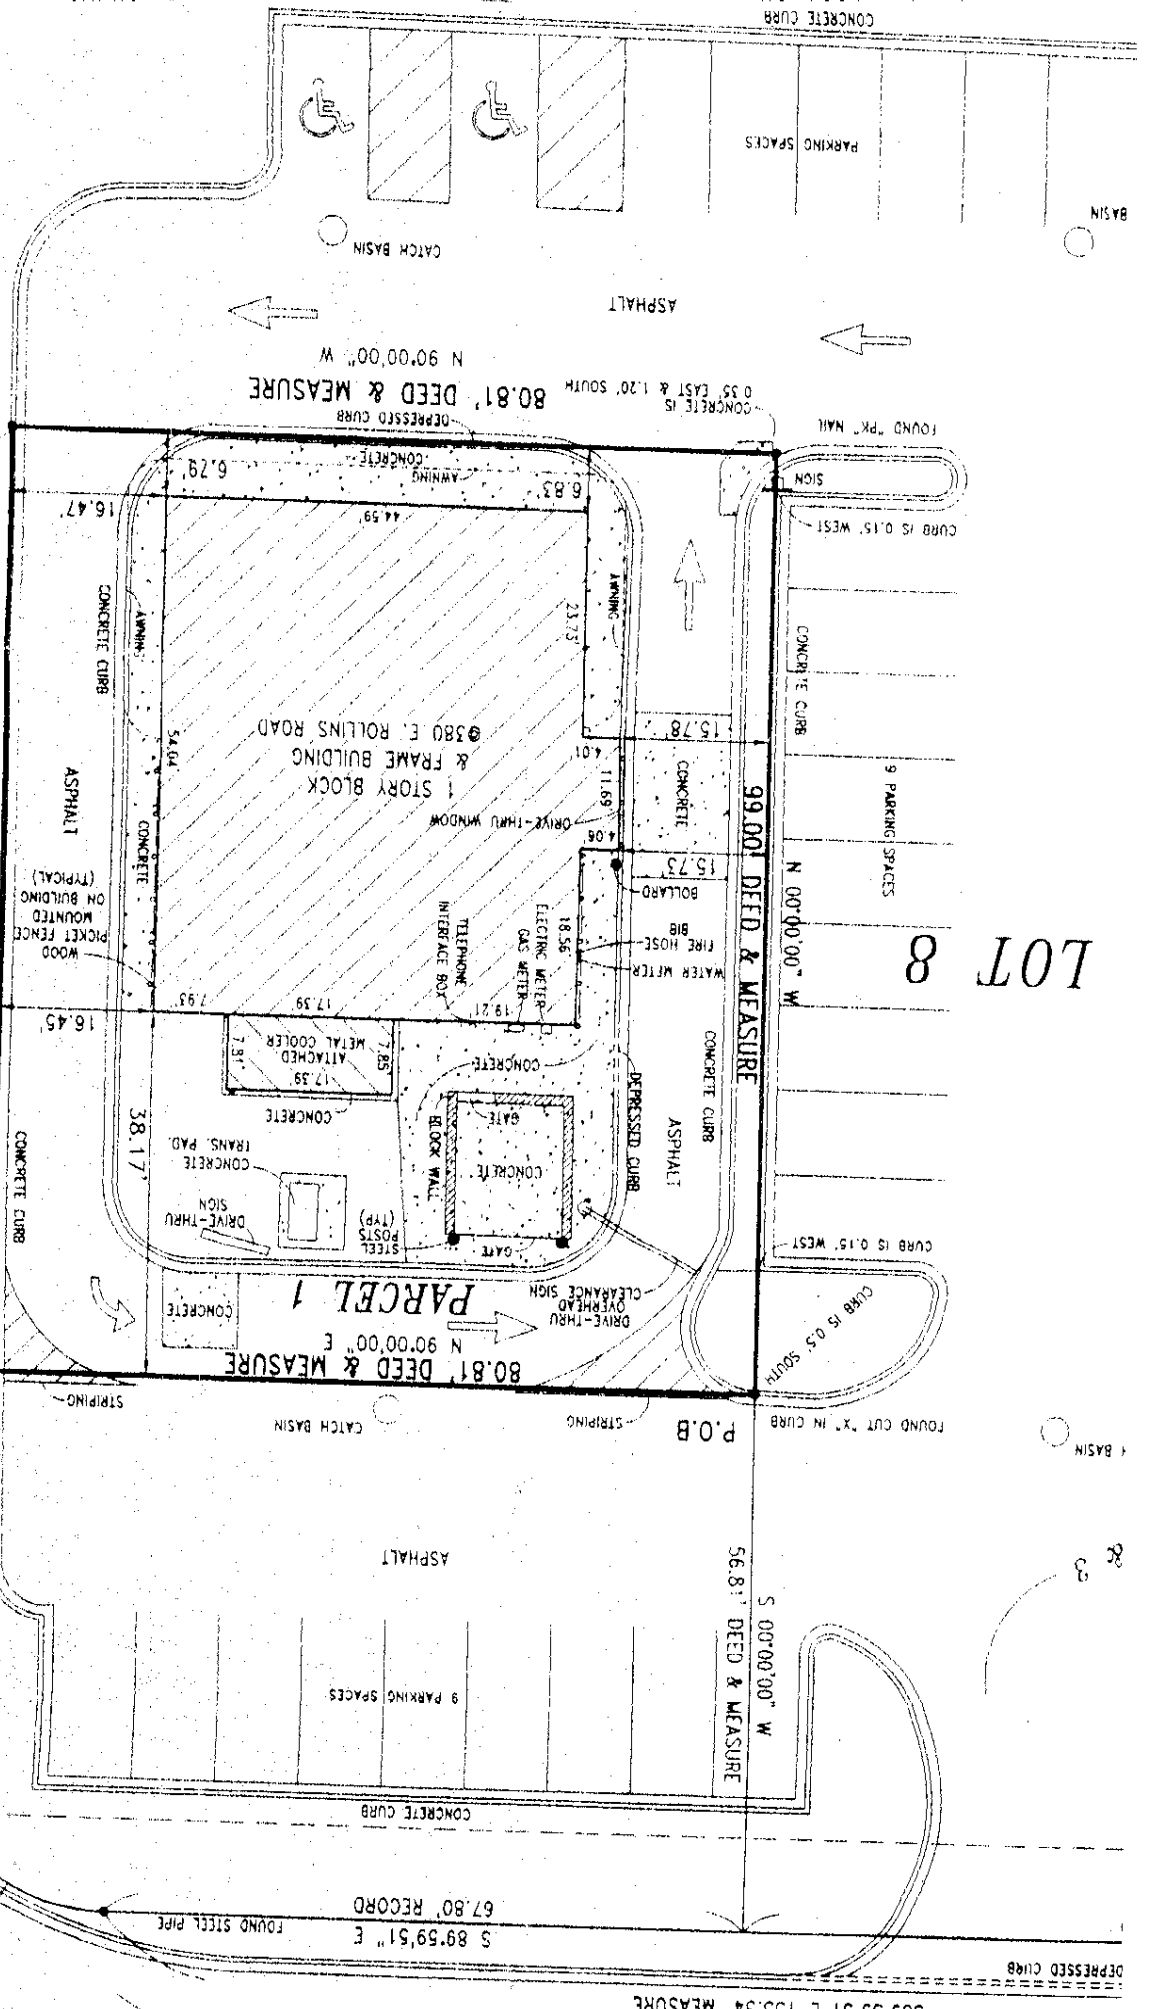 S 89°59'51" E
67.80' RECORD
FOUND STEEL PIPE
DEPRESSED CURB
MEASURE
CONCRETE CURB
9 PARKING SPACES
S 00°00'00" W
56.81' DEED & MEASURE
& 3
ASPHALT
BASIN
FOUND CUT "X" IN CURB
P.O.B
STRIPING
CATCH BASIN
STRIPING
80.81' DEED & MEASURE
N 90°00'00" E
PARCEL 1
CURB IS 0.5' SOUTH
CURB IS 0.15' WEST
DRIVE-THRU
OVERHEAD
CLEARANCE SIGN
CONCRETE
GATE
STEEL
POSTS
(TYP)
DRIVE-THRU
SIGN
CONCRETE
TRANS. PAD.
CONCRETE
GATE
BLOCK WALL
CONCRETE
CONCRETE
17.39'
ATTACHED
METAL COOLER
7.85'
7.81'
38.17'
CONCRETE CURB
ASPHALT
CONCRETE CURB
DEPRESSED CURB
16.45'
7.93'
17.39
19.21'
TELEPHONE
INTERFACE BOX
GAS METER
ELECTRIC METER
18.56'
WATER METER
FIRE HOSE
BIB
BOLLARD
LOT 8
WOOD
PICKET FENCE
MOUNTED
ON BUILDING
(TYPICAL)
15.73'
4.06
DRIVE-THRU WINDOW
11.69'
4.01
15.78'
CONCRETE
99.00' DEED & MEASURE
N 00°00'00" W
9 PARKING SPACES
CONCRETE CURB
1 STORY BLOCK
& FRAME BUILDING
@380 E. ROLLINS ROAD
54.04'
CONCRETE
ASPHALT
CONCRETE CURB
AWNING
23.75'
AWNING
44.59'
16.47'
6.83'
6.79'
AWNING
CONCRETE
DEPRESSED CURB
CURB IS 0.15' WEST
SIGN
FOUND "PK" NAIL
CONCRETE IS
0.35' EAST & 1.20' SOUTH
80.81' DEED & MEASURE
N 90°00'00" W
ASPHALT
CATCH BASIN
BASIN
PARKING SPACES
CONCRETE CURB